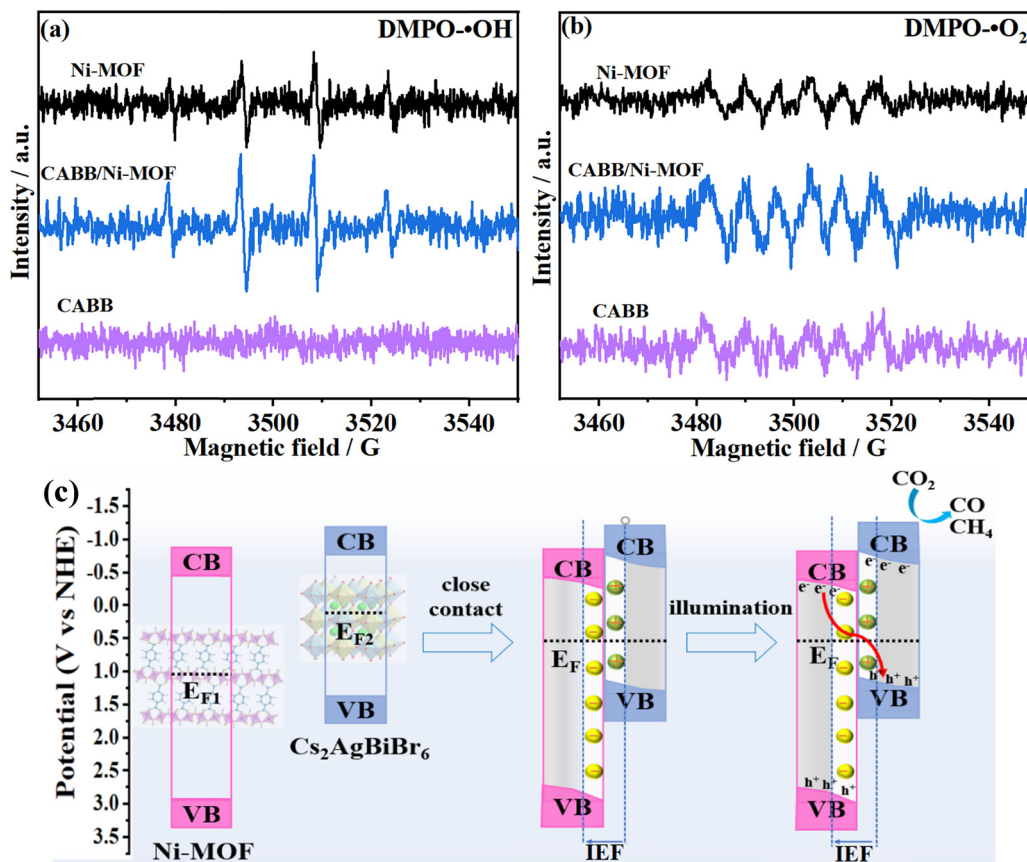 (a)
DMPO-•OH
Ni-MOF
CABB/Ni-MOF
CABB
Intensity / a.u.
3460 3480 3500 3520 3540
Magnetic field / G
(b)
DMPO-•O₂
Ni-MOF
CABB/Ni-MOF
CABB
Intensity / a.u.
3460 3480 3500 3520 3540
Magnetic field / G
(c)
Potential (V vs NHE)
-1.5
-1.0
-0.5
0.0
0.5
1.0
1.5
2.0
2.5
3.0
3.5
CB
E_F1
VB
Ni-MOF
CB
E_F2
VB
Cs₂AgBiBr₆
close
contact
CB
CB
E_F
VB
VB
IEF
illumination
CO₂
CO
CH₄
CB
e⁻ e⁻ e⁻
CB
e⁻ e⁻ e⁻
E_F
h⁺ h⁺ h⁺
VB
h⁺ h⁺ h⁺
VB
IEF